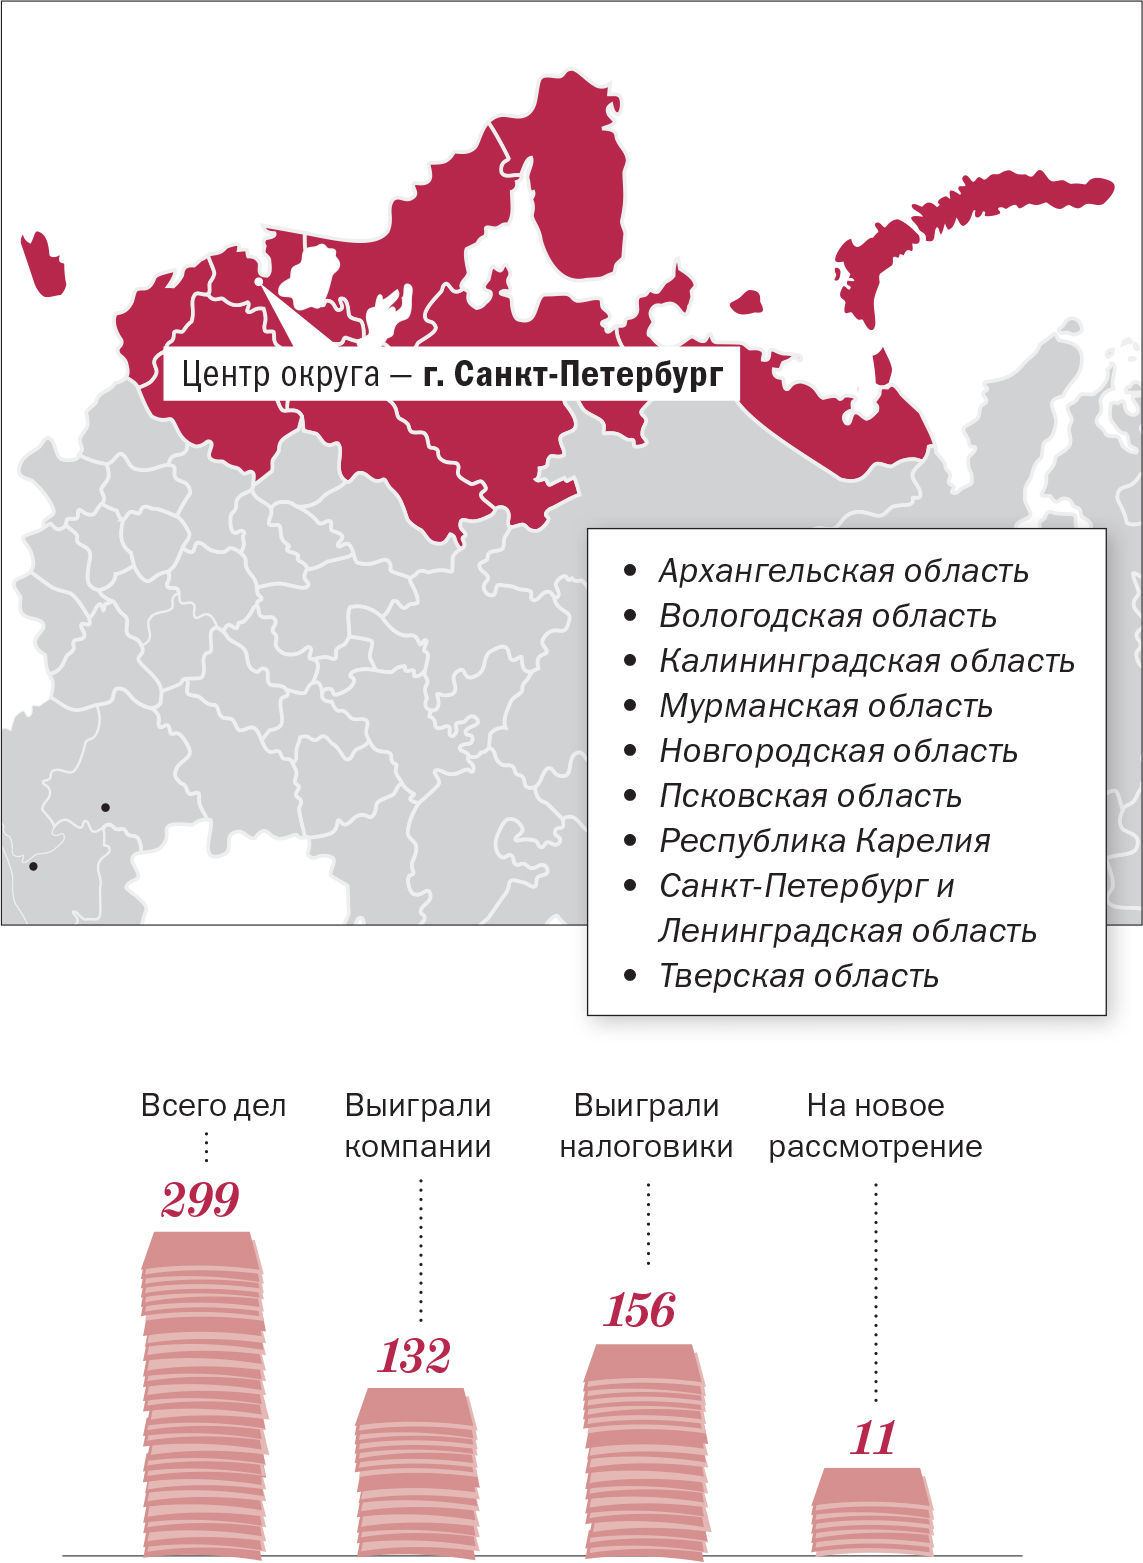 Центр округа — г. Санкт-Петербург
• Архангельская область
• Вологодская область
• Калининградская область
• Мурманская область
• Новгородская область
• Псковская область
• Республика Карелия
• Санкт-Петербург и
Ленинградская область
• Тверская область
Всего дел
299
Выиграли
компании
132
Выиграли
налоговики
156
На новое
рассмотрение
11